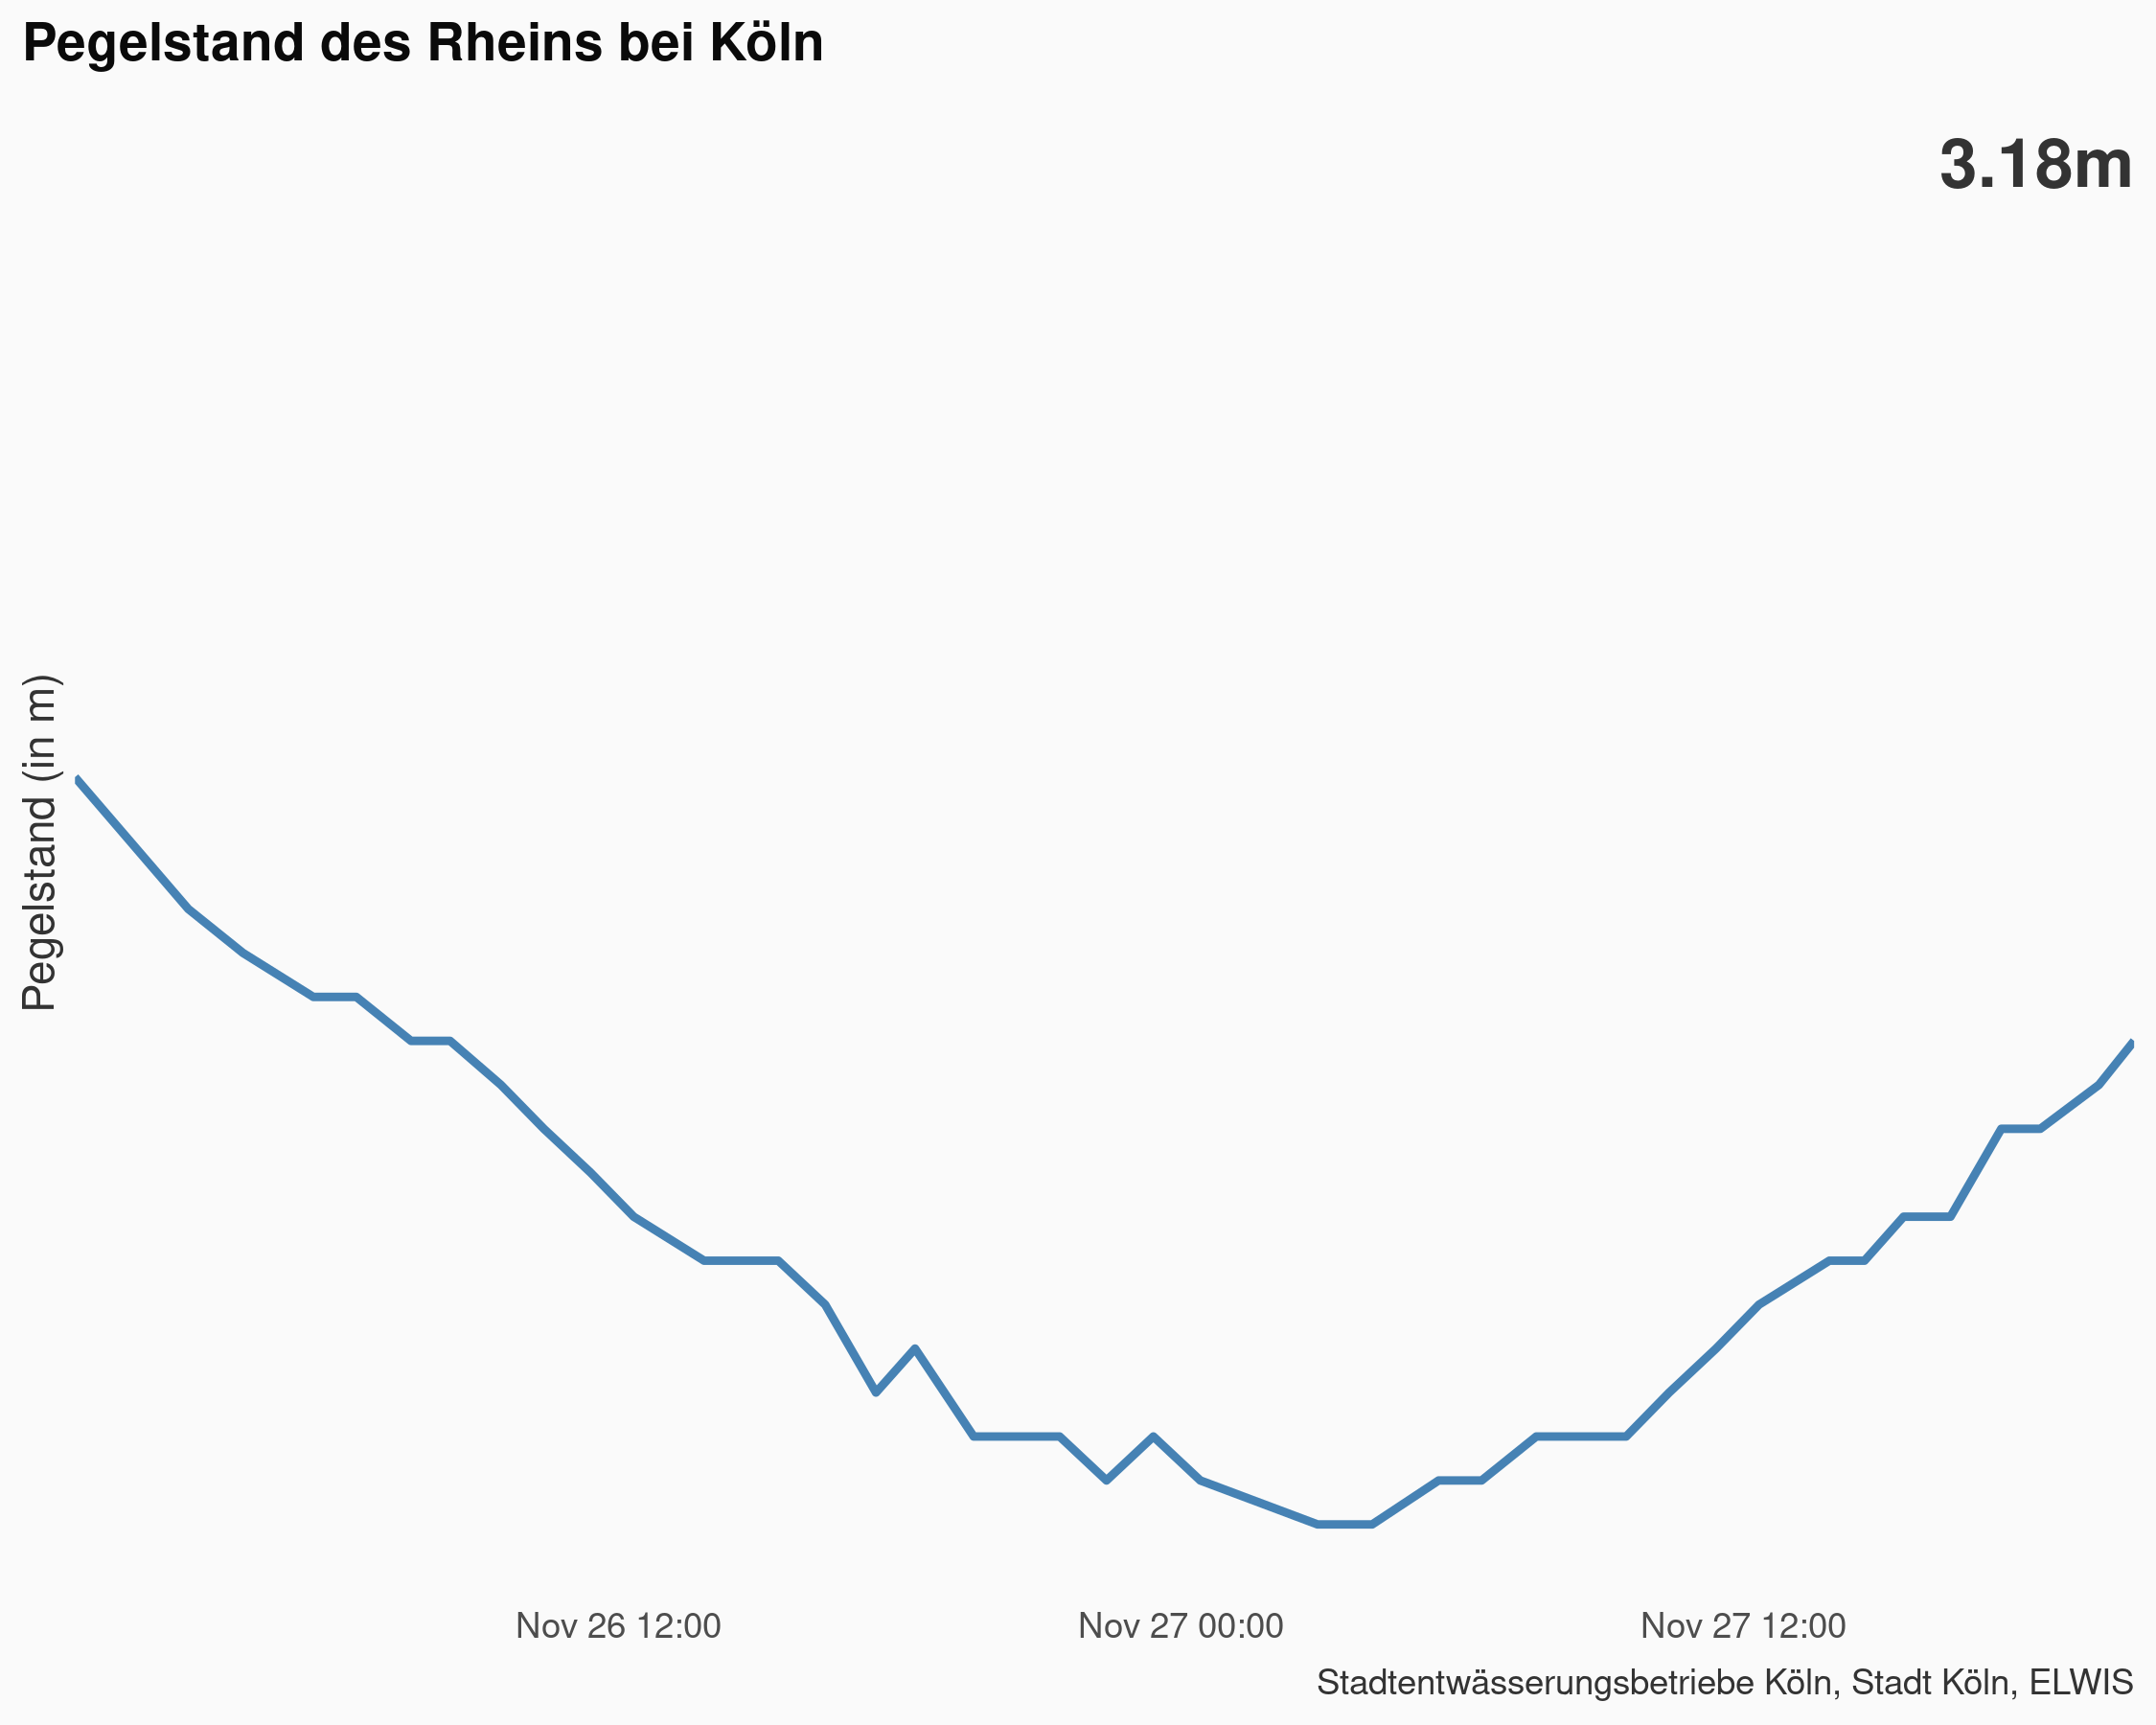 Pegelstand des Rheins bei Köln
3.18m
Pegelstand (in m)
Nov 26 12:00
Nov 27 00:00
Nov 27 12:00
Stadtentwässerungsbetriebe Köln, Stadt Köln, ELWIS